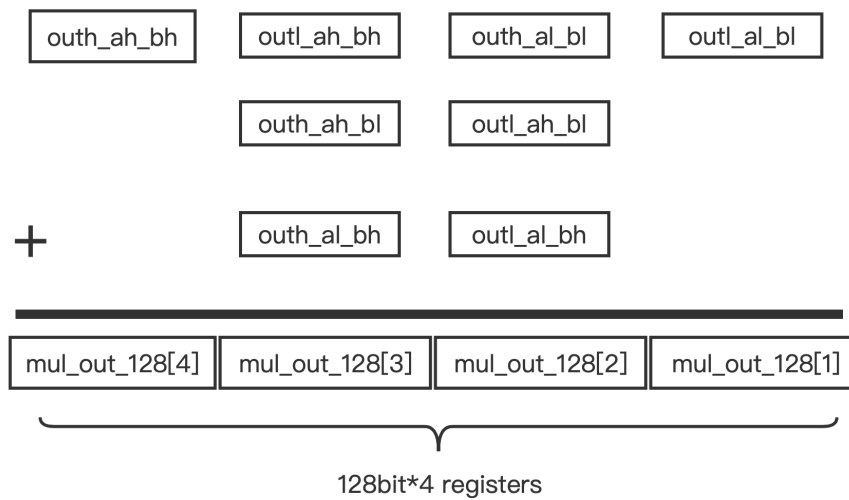 outh_ah_bh outl_ah_bh outh_al_bl outl_al_bl
outh_ah_bl outl_ah_bl
+ outh_al_bh outl_al_bh
mul_out_128[4] mul_out_128[3] mul_out_128[2] mul_out_128[1]
128bit*4 registers